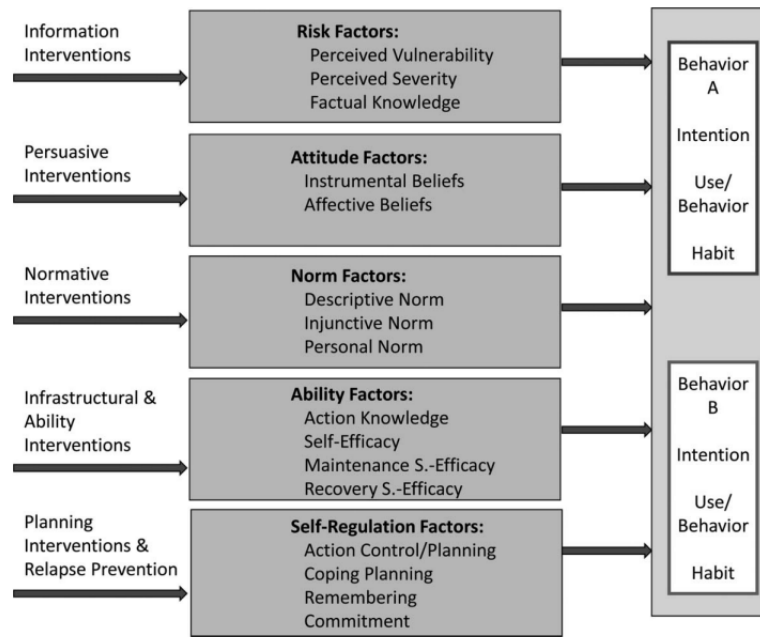 Information
Interventions
Risk Factors:
Perceived Vulnerability
Perceived Severity
Factual Knowledge
Persuasive
Interventions
Attitude Factors:
Instrumental Beliefs
Affective Beliefs
Normative
Interventions
Norm Factors:
Descriptive Norm
Injunctive Norm
Personal Norm
Infrastructural &
Ability
Interventions
Ability Factors:
Action Knowledge
Self-Efficacy
Maintenance S.-Efficacy
Recovery S.-Efficacy
Planning
Interventions &
Relapse Prevention
Self-Regulation Factors:
Action Control/Planning
Coping Planning
Remembering
Commitment
Behavior
A
Intention
Use/
Behavior
Habit
Behavior
B
Intention
Use/
Behavior
Habit